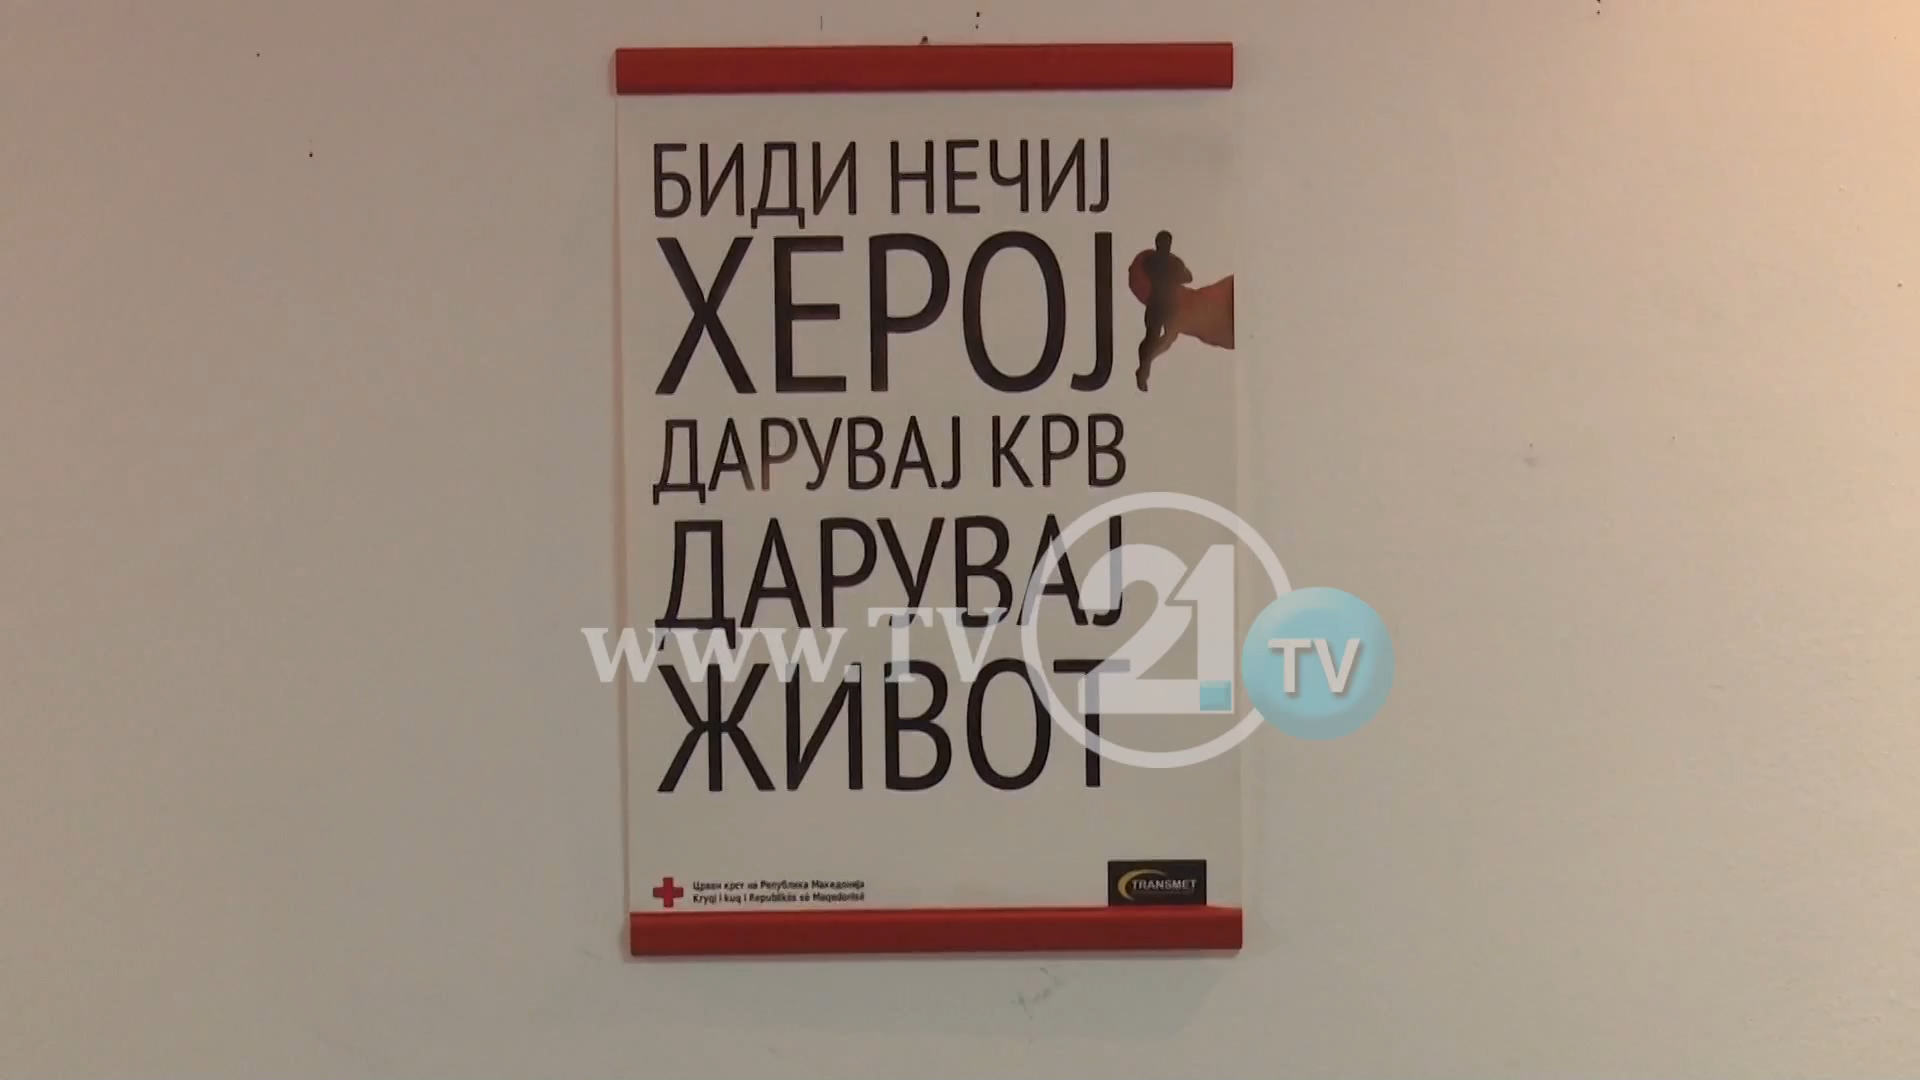 БИДИ НЕЧИЈ
ХЕРОЈ
ДАРУВАЈ КРВ
ДАРУВАЈ
ЖИВОТ
www.TV21.TV
Црвен крст на Република Македонија
Kryqi i kuq i Republikës së Maqedonisë
TRANSMET